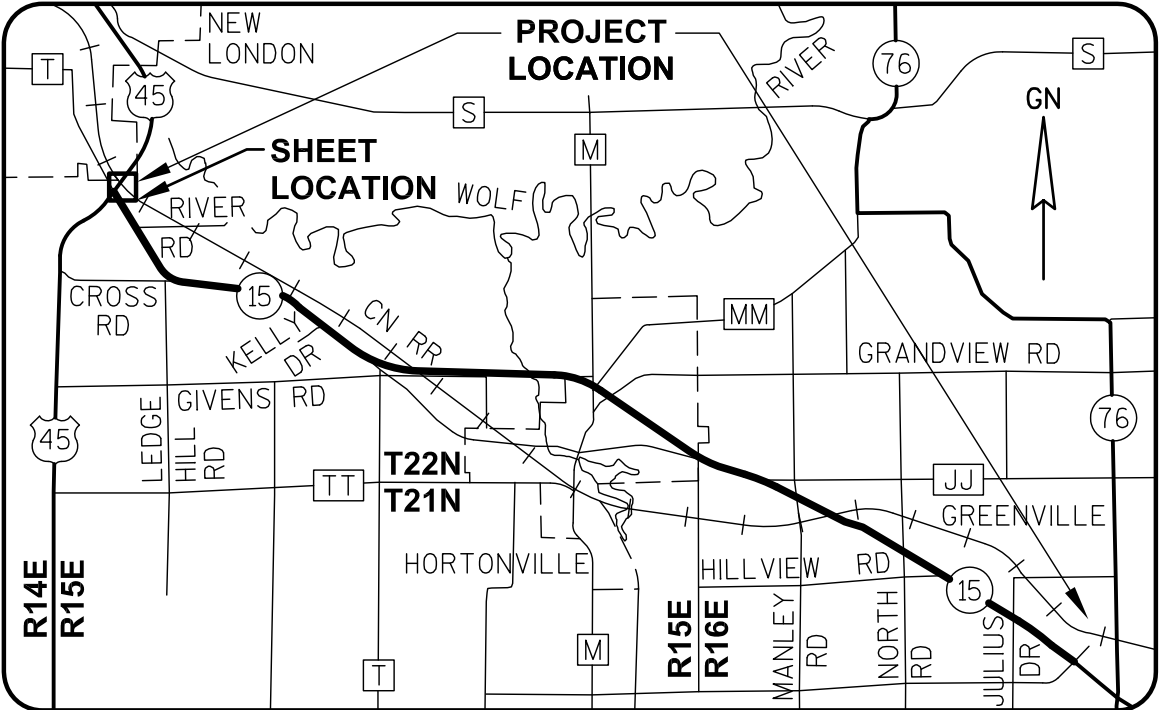 NEW
LONDON
PROJECT
LOCATION
T
45
S
RIVER
76
S
M
GN
SHEET
LOCATION
WOLF
RIVER
RD
CROSS
RD
15
KELLY
DR
CN RR
MM
GRANDVIEW RD
GIVENS RD
LEDGE
HILL
RD
45
76
T22N
T21N
TT
JJ
GREENVILLE
HORTONVILLE
HILLVIEW RD
R14E
R15E
15
R15E
R16E
MANLEY
RD
NORTH
RD
JULIUS
DR
M
T